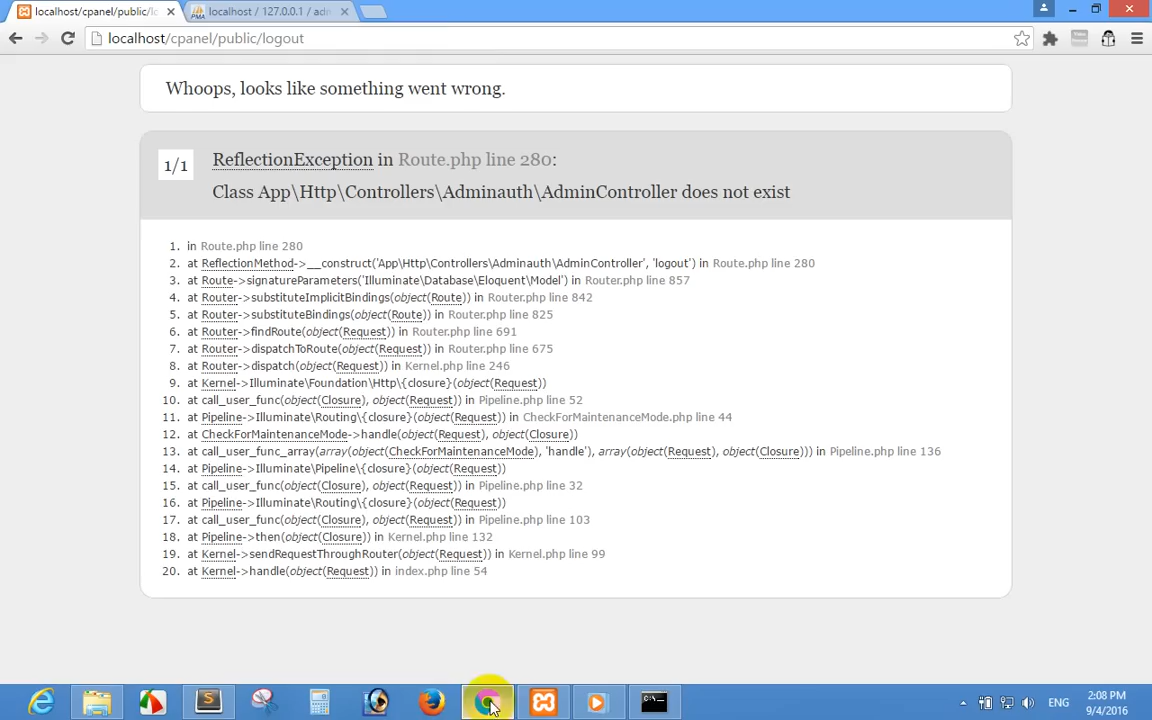 localhost/cpanel/public/lo
localhost / 127.0.0.1 / adm
localhost/cpanel/public/logout
Whoops, looks like something went wrong.
1/1
ReflectionException in Route.php line 280:
Class App\Http\Controllers\Adminauth\AdminController does not exist
1. in Route.php line 280
2. at ReflectionMethod->__construct('App\Http\Controllers\Adminauth\AdminController', 'logout') in Route.php line 280
3. at Route->signatureParameters('Illuminate\Database\Eloquent\Model') in Router.php line 857
4. at Router->substituteImplicitBindings(object(Route)) in Router.php line 842
5. at Router->substituteBindings(object(Route)) in Router.php line 825
6. at Router->findRoute(object(Request)) in Router.php line 691
7. at Router->dispatchToRoute(object(Request)) in Router.php line 675
8. at Router->dispatch(object(Request)) in Kernel.php line 246
9. at Kernel->Illuminate\Foundation\Http\{closure}(object(Request))
10. at call_user_func(object(Closure), object(Request)) in Pipeline.php line 52
11. at Pipeline->Illuminate\Routing\{closure}(object(Request)) in CheckForMaintenanceMode.php line 44
12. at CheckForMaintenanceMode->handle(object(Request), object(Closure))
13. at call_user_func_array(array(object(CheckForMaintenanceMode), 'handle'), array(object(Request), object(Closure))) in Pipeline.php line 136
14. at Pipeline->Illuminate\Pipeline\{closure}(object(Request))
15. at call_user_func(object(Closure), object(Request)) in Pipeline.php line 32
16. at Pipeline->Illuminate\Routing\{closure}(object(Request))
17. at call_user_func(object(Closure), object(Request)) in Pipeline.php line 103
18. at Pipeline->then(object(Closure)) in Kernel.php line 132
19. at Kernel->sendRequestThroughRouter(object(Request)) in Kernel.php line 99
20. at Kernel->handle(object(Request)) in index.php line 54
ENG
2:08 PM
9/4/2016